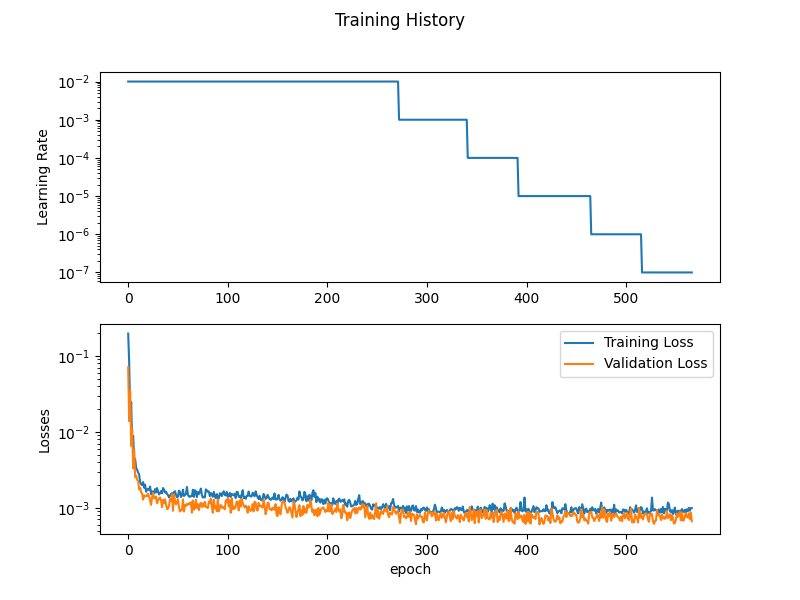 Training History
Learning Rate
10⁻²
10⁻³
10⁻⁴
10⁻⁵
10⁻⁶
10⁻⁷
0 100 200 300 400 500
Losses
10⁻¹
10⁻²
10⁻³
Training Loss
Validation Loss
0 100 200 300 400 500
epoch